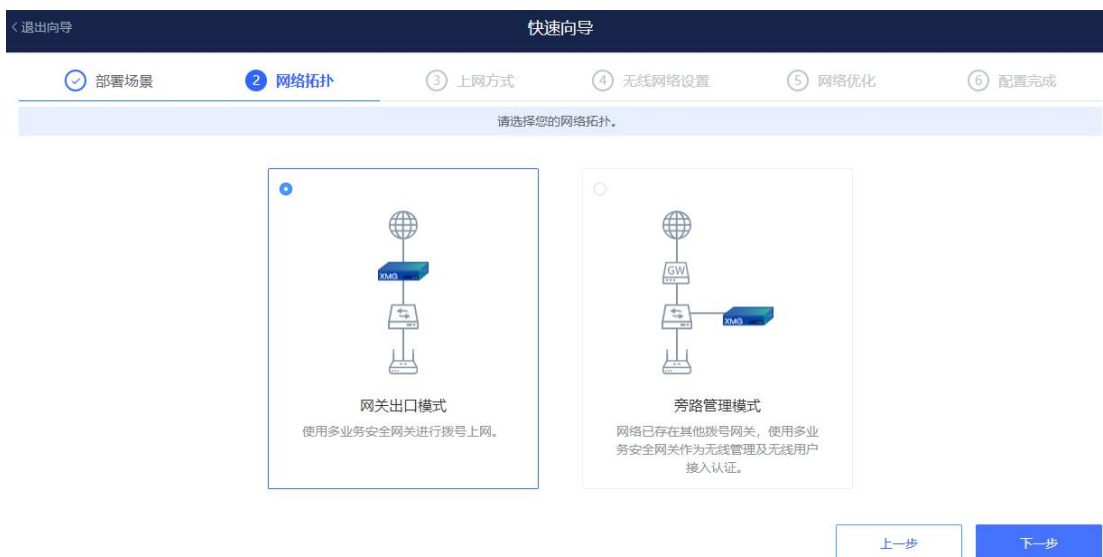 <退出向导
快速向导
部署场景
2 网络拓扑
3 上网方式
4 无线网络设置
5 网络优化
6 配置完成
请选择您的网络拓扑。
XMG
GW
XMG
网关出口模式
使用多业务安全网关进行拨号上网。
旁路管理模式
网络已存在其他拨号网关，使用多业
务安全网关作为无线管理及无线用户
接入认证。
上一步
下一步